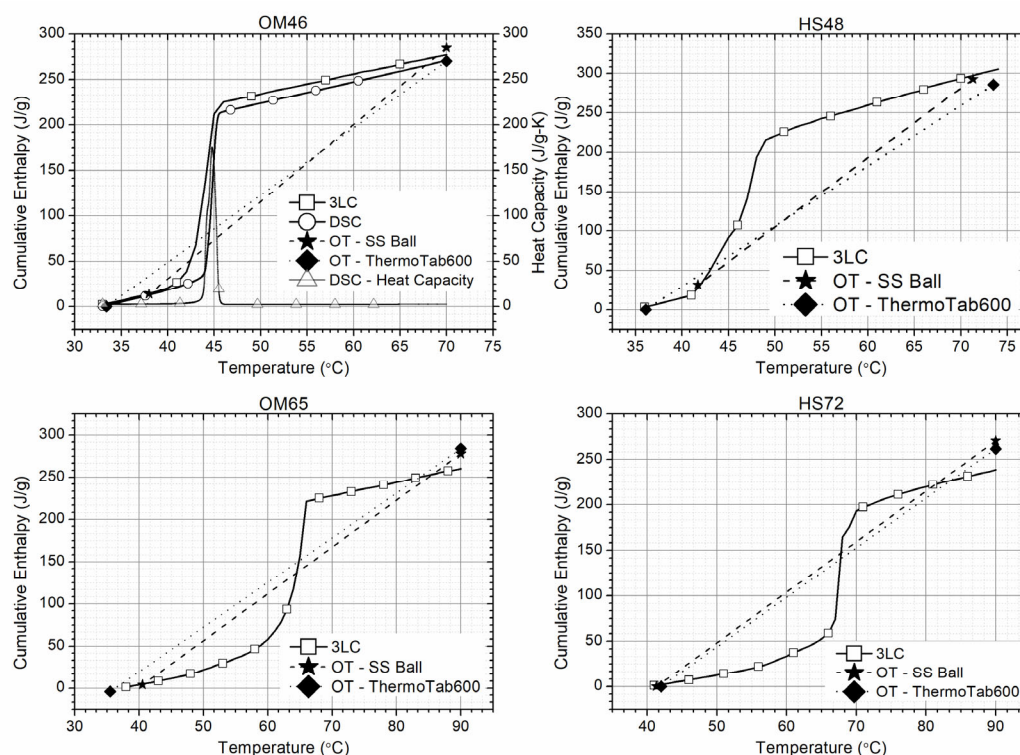 OM46
300
250
200
150
100
50
0
Cumulative Enthalpy (J/g)
300
250
200
150
100
50
0
Heat Capacity (J/g-K)
3LC
DSC
OT - SS Ball
OT - ThermoTab600
DSC - Heat Capacity
30 35 40 45 50 55 60 65 70 75
Temperature (°C)
HS48
350
300
250
200
150
100
50
0
Cumulative Enthalpy (J/g)
3LC
OT - SS Ball
OT - ThermoTab600
35 40 45 50 55 60 65 70 75
Temperature (°C)
OM65
300
250
200
150
100
50
0
Cumulative Enthalpy (J/g)
3LC
OT - SS Ball
OT - ThermoTab600
30 40 50 60 70 80 90
Temperature (°C)
HS72
300
250
200
150
100
50
0
Cumulative Enthalpy (J/g)
3LC
OT - SS Ball
OT - ThermoTab600
40 50 60 70 80 90
Temperature (°C)